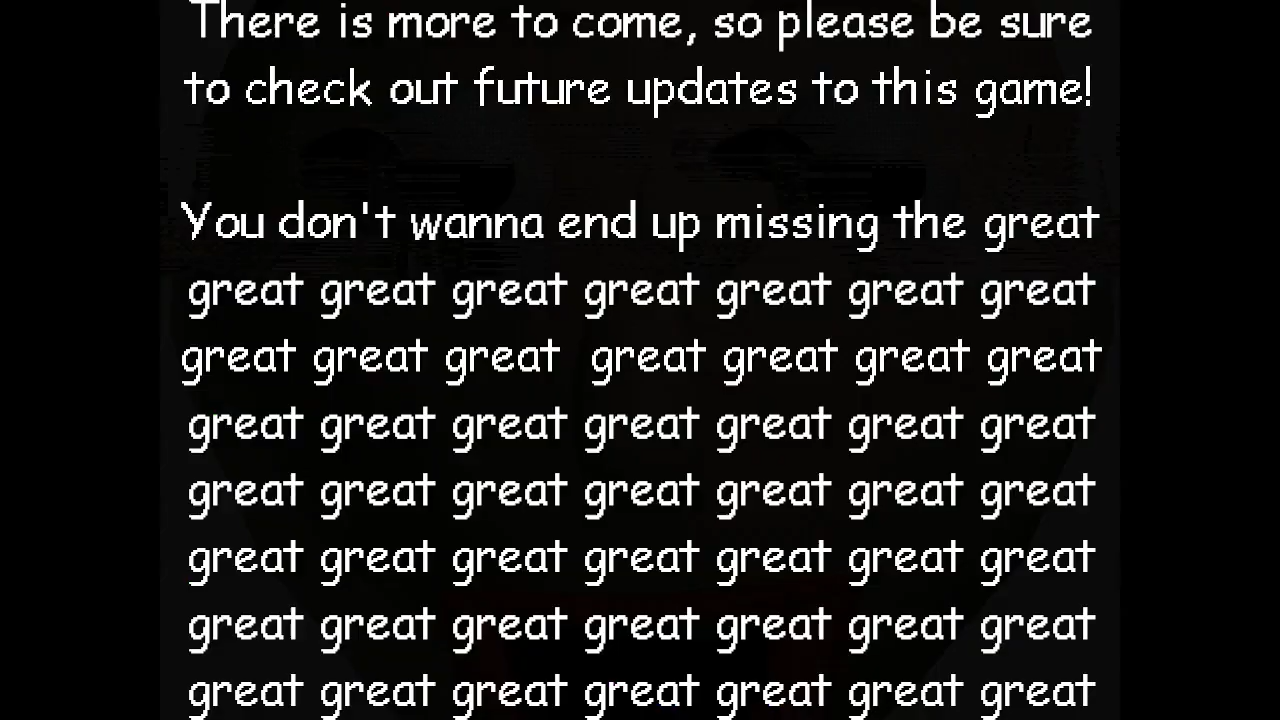 There is more to come, so please be sure
to check out future updates to this game!
You don't wanna end up missing the great
great great great great great great great
great great great great great great great
great great great great great great great
great great great great great great great
great great great great great great great
great great great great great great great
great great great great great great great